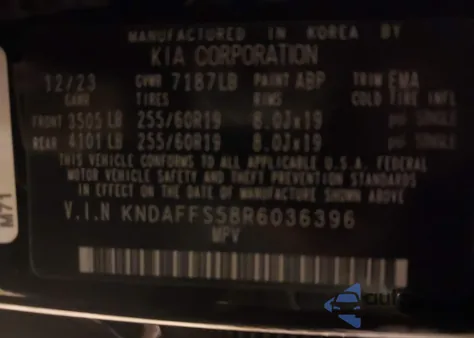 MANUFACTURED IN KOREA BY
KIA CORPORATION
12/23 GVWR 7187LB PAINT ABP TRIM EMA
GAWR TIRES RIMS COLD TIRE INFL
FRONT 3505 LB 255/60R19 8.0JX19 SINGLE
REAR 4101 LB 255/60R19 8.0JX19 SINGLE
THIS VEHICLE CONFORMS TO ALL APPLICABLE U.S.A. FEDERAL
MOTOR VEHICLE SAFETY AND THEFT PREVENTION STANDARDS
IN EFFECT ON THE DATE OF MANUFACTURE SHOWN ABOVE
V.I.N KNDAFFS58R6036396
MPV
M71